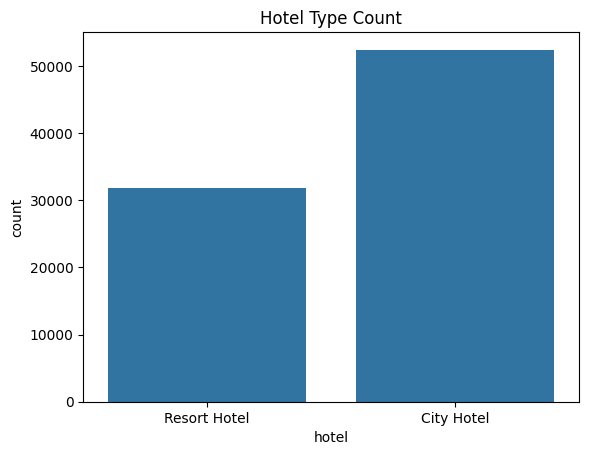 Hotel Type Count
count
50000
40000
30000
20000
10000
0
Resort Hotel
City Hotel
hotel